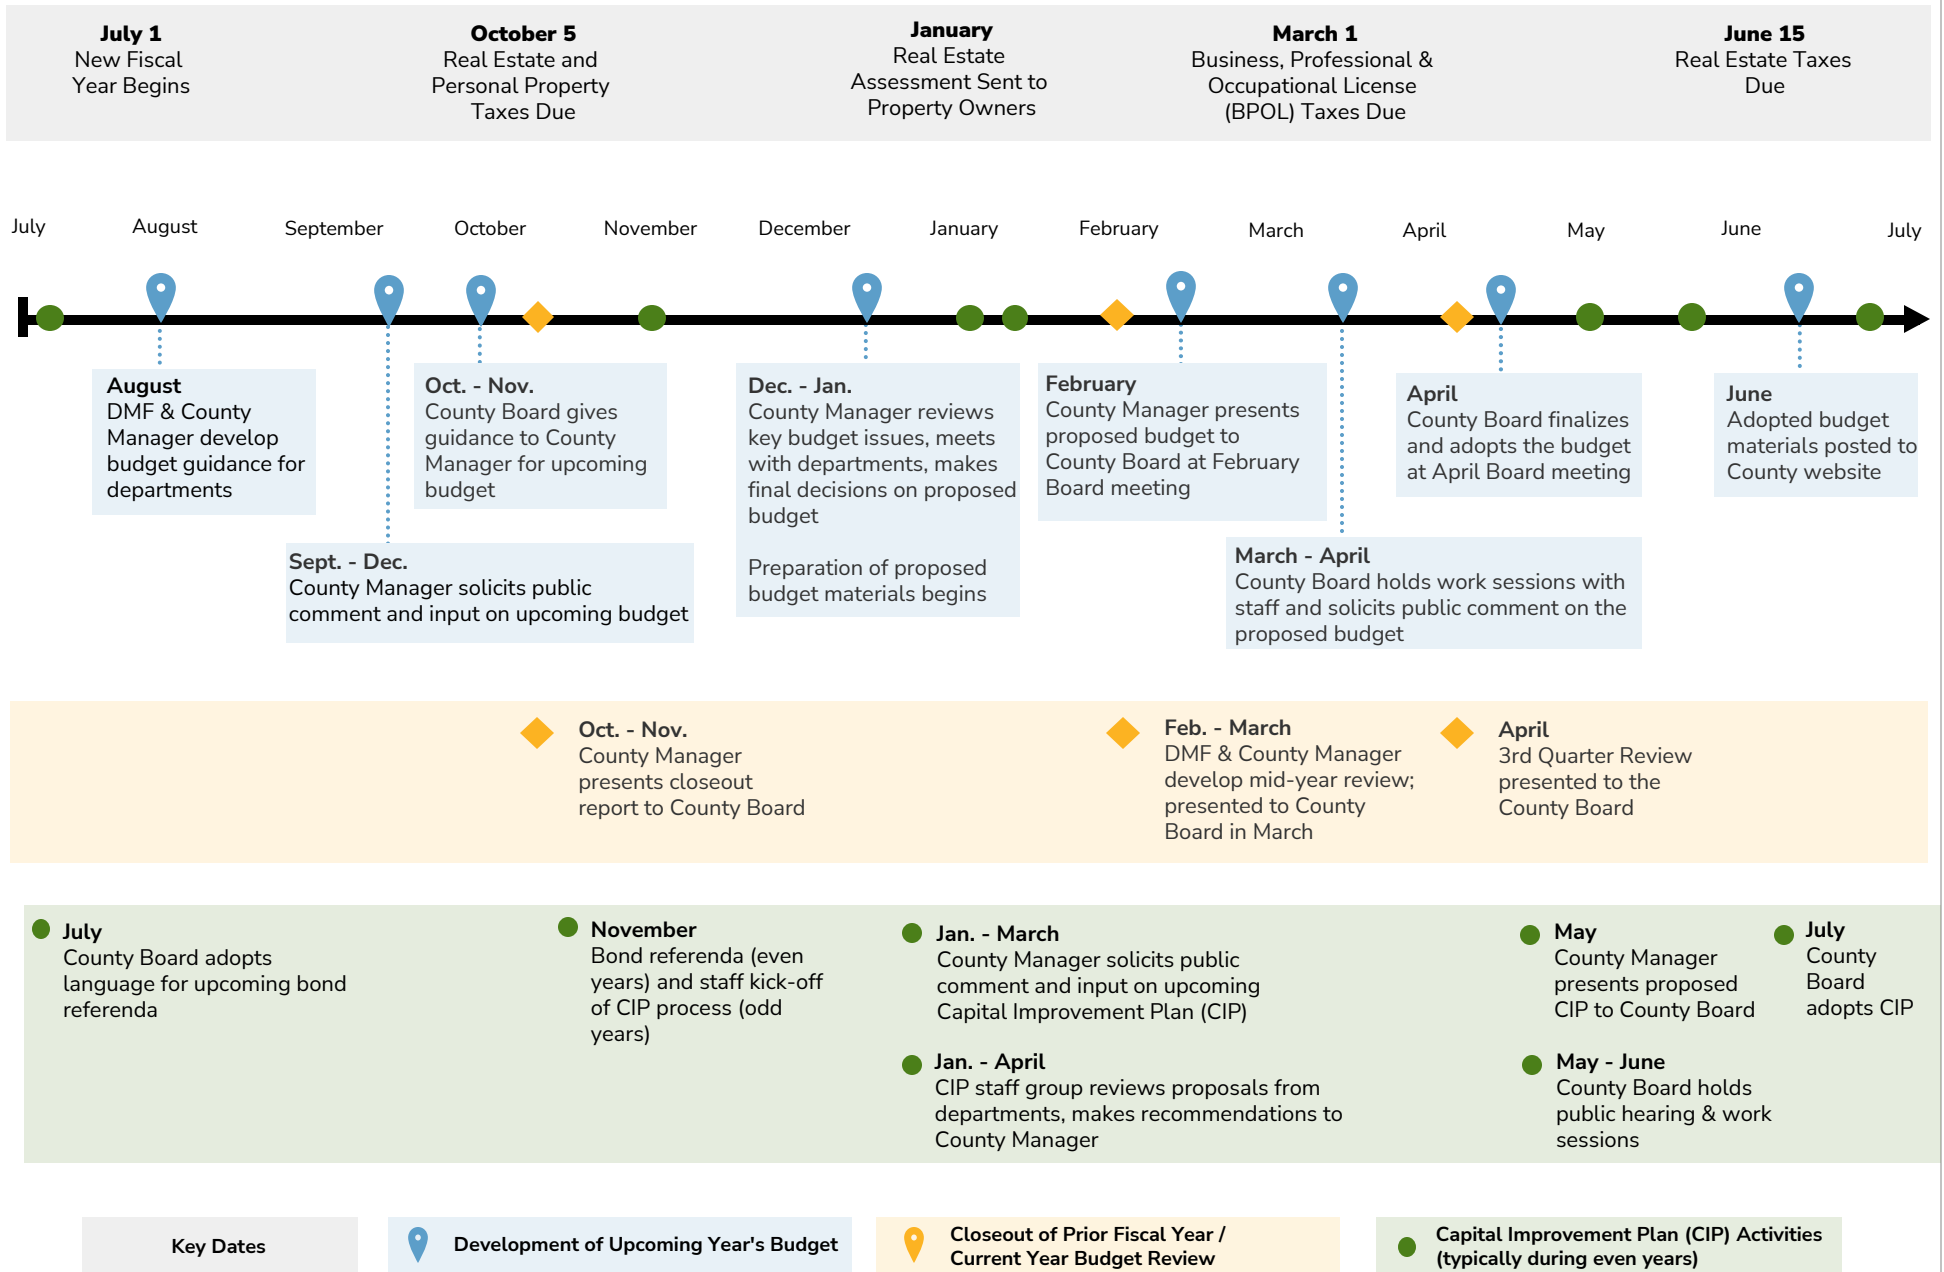 July 1
New Fiscal
Year Begins
October 5
Real Estate and
Personal Property
Taxes Due
January
Real Estate
Assessment Sent to
Property Owners
March 1
Business, Professional &
Occupational License
(BPOL) Taxes Due
June 15
Real Estate Taxes
Due
July
August
September
October
November
December
January
February
March
April
May
June
July
August
DMF & County
Manager develop
budget guidance for
departments
Oct. - Nov.
County Board gives
guidance to County
Manager for upcoming
budget
Sept. - Dec.
County Manager solicits public
comment and input on upcoming budget
Dec. - Jan.
County Manager reviews
key budget issues, meets
with departments, makes
final decisions on proposed
budget
Preparation of proposed
budget materials begins
February
County Manager presents
proposed budget to
County Board at February
Board meeting
March - April
County Board holds work sessions with
staff and solicits public comment on the
proposed budget
April
County Board finalizes
and adopts the budget
at April Board meeting
June
Adopted budget
materials posted to
County website
Oct. - Nov.
County Manager
presents closeout
report to County Board
Feb. - March
DMF & County Manager
develop mid-year review;
presented to County
Board in March
April
3rd Quarter Review
presented to the
County Board
July
County Board adopts
language for upcoming bond
referenda
November
Bond referenda (even
years) and staff kick-off
of CIP process (odd
years)
Jan. - March
County Manager solicits public
comment and input on upcoming
Capital Improvement Plan (CIP)
Jan. - April
CIP staff group reviews proposals from
departments, makes recommendations to
County Manager
May
County Manager
presents proposed
CIP to County Board
May - June
County Board holds
public hearing & work
sessions
July
County
Board
adopts CIP
Key Dates
Development of Upcoming Year's Budget
Closeout of Prior Fiscal Year /
Current Year Budget Review
Capital Improvement Plan (CIP) Activities
(typically during even years)